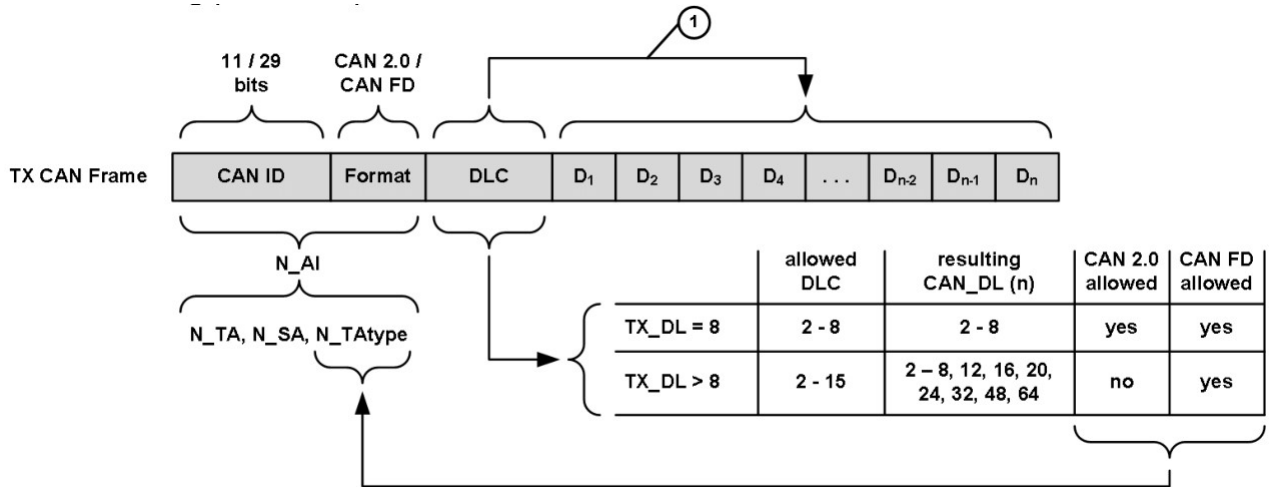 1
11 / 29
bits
CAN 2.0 /
CAN FD
TX CAN Frame
CAN ID
Format
DLC
D1
D2
D3
D4
. . .
Dn-2
Dn-1
Dn
N_AI
N_TA, N_SA, N_TAtype
allowed
DLC
resulting
CAN_DL (n)
CAN 2.0
allowed
CAN FD
allowed
TX_DL = 8
2 - 8
2 - 8
yes
yes
TX_DL > 8
2 - 15
2 – 8, 12, 16, 20,
24, 32, 48, 64
no
yes